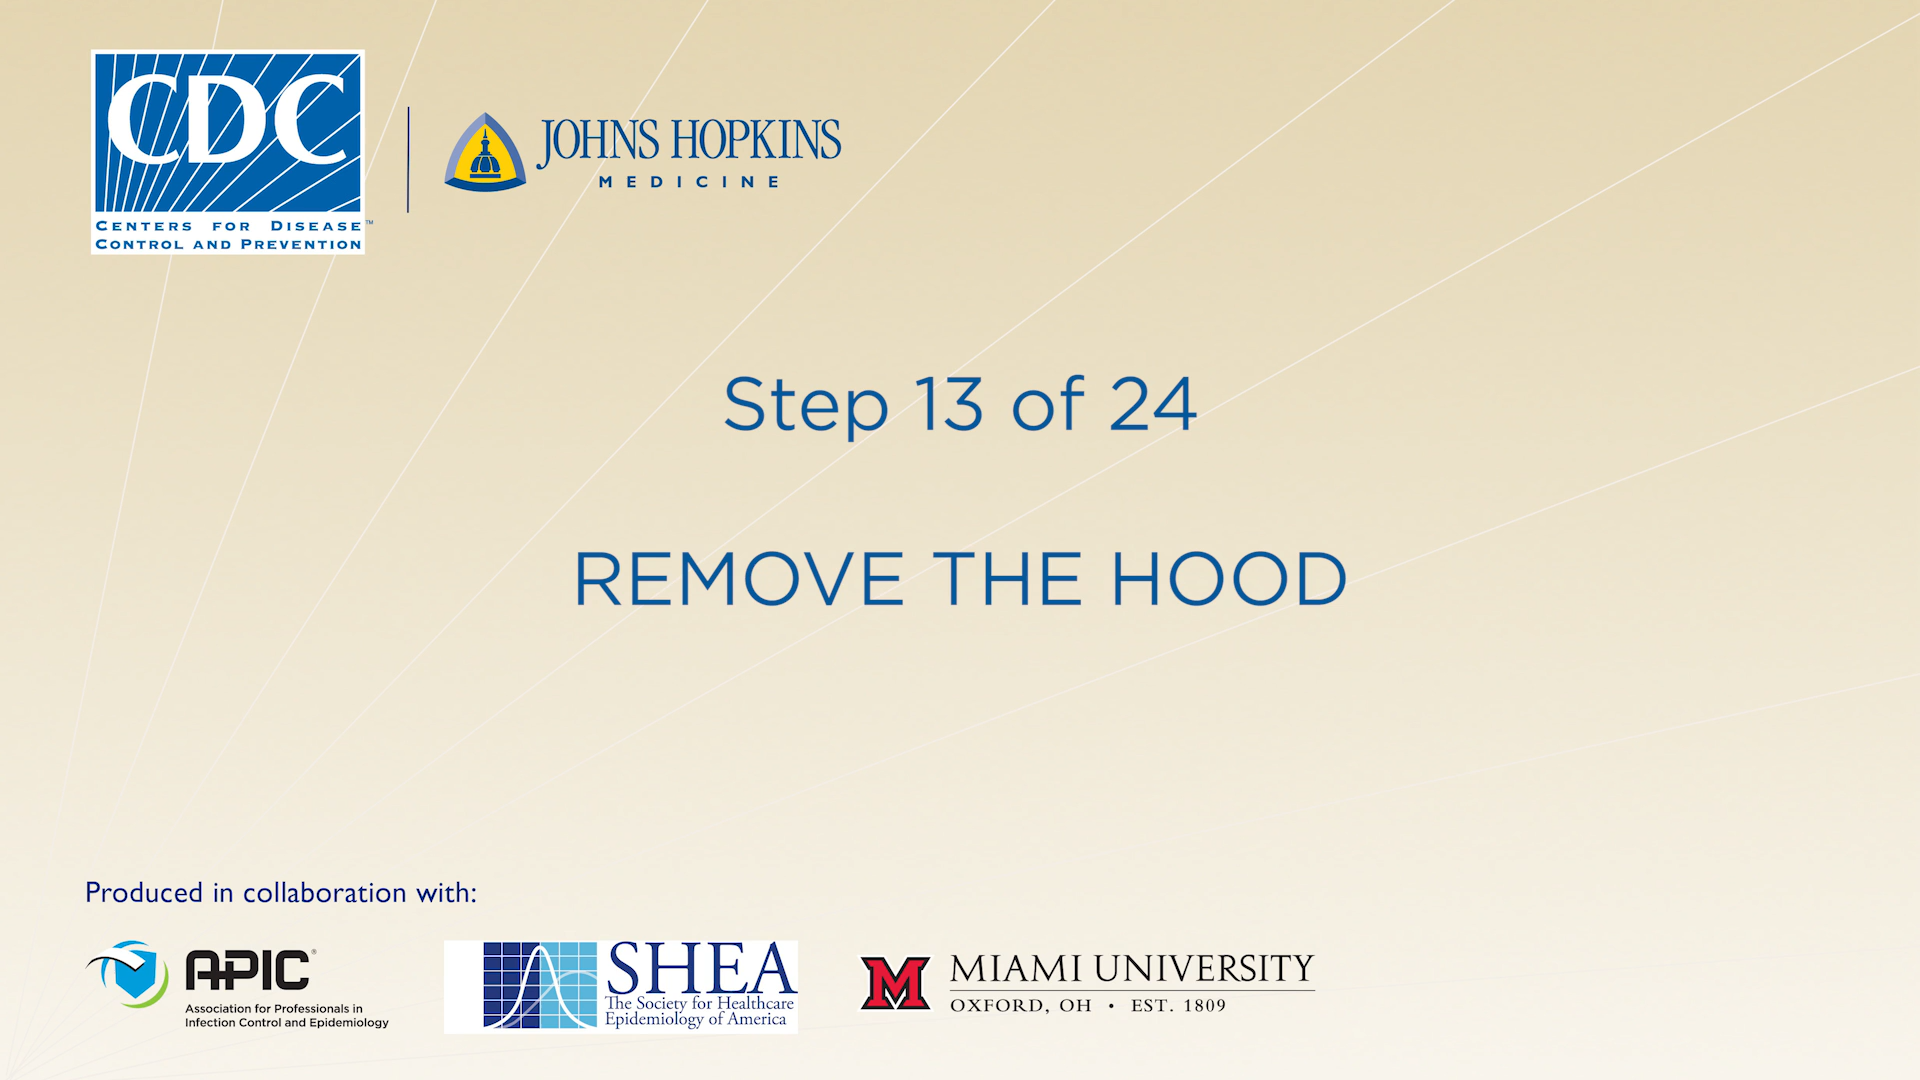 CDC
CENTERS FOR DISEASE™
CONTROL AND PREVENTION
JOHNS HOPKINS
MEDICINE
Step 13 of 24
REMOVE THE HOOD
Produced in collaboration with:
APIC®
Association for Professionals in
Infection Control and Epidemiology
SHEA
The Society for Healthcare
Epidemiology of America
M
MIAMI UNIVERSITY
OXFORD, OH • EST. 1809